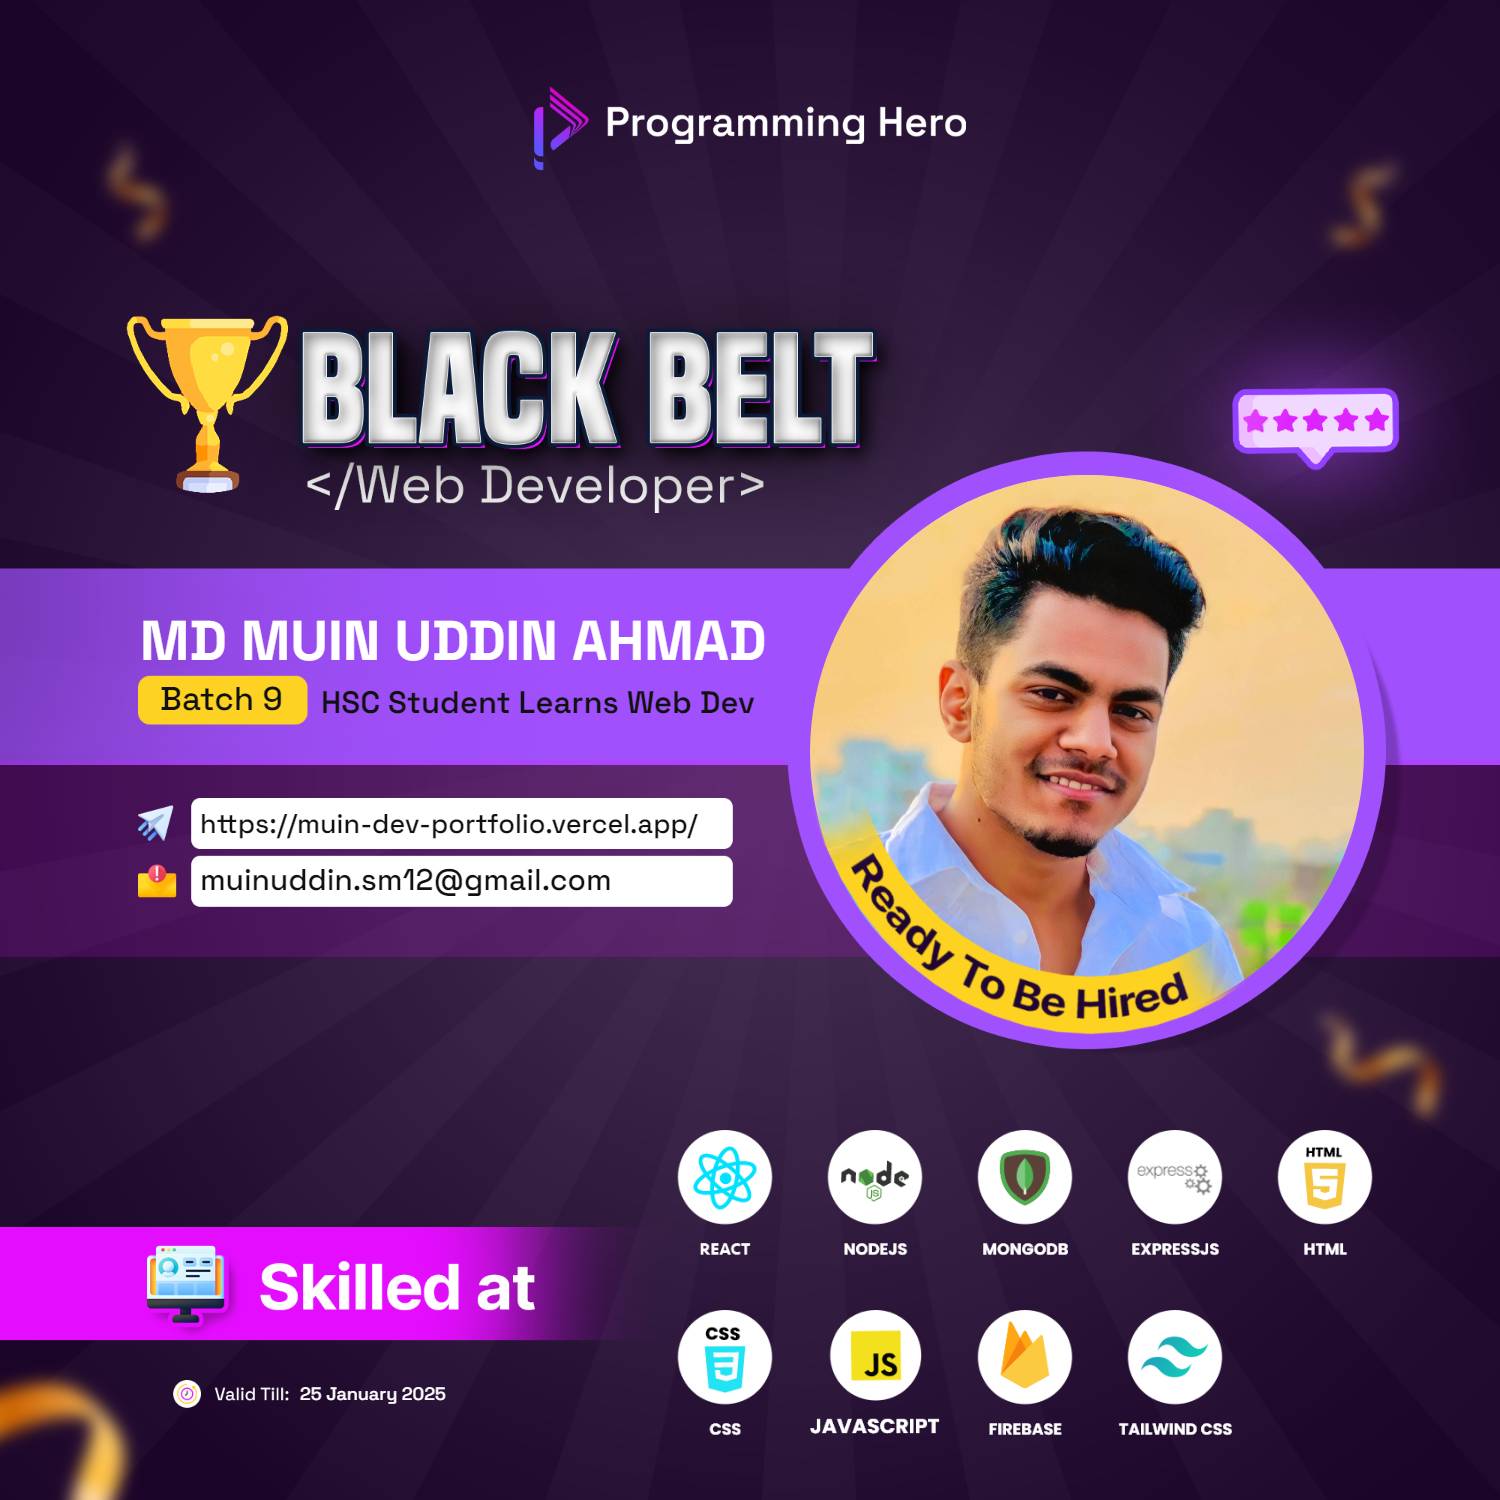 Programming Hero
BLACK BELT
</Web Developer>
MD MUIN UDDIN AHMAD
Batch 9 HSC Student Learns Web Dev
https://muin-dev-portfolio.vercel.app/
muinuddin.sm12@gmail.com
Ready To Be Hired
Skilled at
Valid Till: 25 January 2025
node
JS
express
HTML
5
REACT NODEJS MONGODB EXPRESSJS HTML
CSS
3
JS
CSS JAVASCRIPT FIREBASE TAILWIND CSS